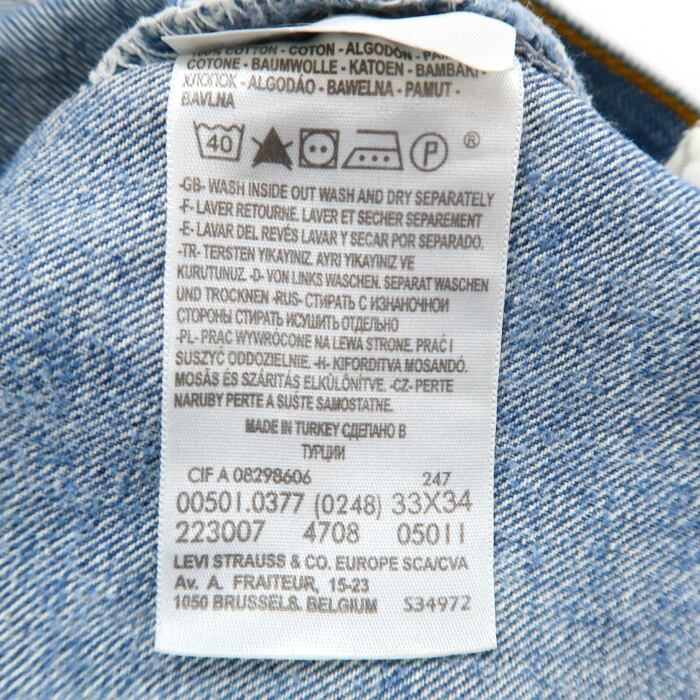 100% COTTON - COTON - ALGODÓN -
COTONE - BAUMWOLLE - KATOEN - BAMBAKI -
ХЛОПОК - ALGODÃO - BAWELNA - PAMUT -
BAVLNA
40 P ®
-GB- WASH INSIDE OUT WASH AND DRY SEPARATELY
-F- LAVER RETOURNE. LAVER ET SECHER SEPAREMENT
-E- LAVAR DEL REVÉS LAVAR Y SECAR POR SEPARADO.
-TR- TERSTEN YIKAYINIZ. AYRI YIKAYINIZ VE
KURUTUNUZ. -D- VON LINKS WASCHEN. SEPARAT WASCHEN
UND TROCKNEN -RUS- СТИРАТЬ С ИЗНАНОЧНОИ
СТОРОНЫ СТИРАТЬ ИСУШИТЬ ОТДЕЛЬНО
-PL- PRAĆ WYWRÓCONE NA LEWA STRONE. PRAĆ I
SUSZYĆ ODDZIELNIE. -H- KIFORDITVA MOSANDÓ.
MOSÁS ÉS SZÁRITÁS ELKÜLÖNÍTVE. -CZ- PERTE
NARUBY PERTE A SUŠTE SAMOSTATNE.
MADE IN TURKEY СДЕПАНО В
ТУРЦИИ
CIF A 08298606 247
00501.0377 (0248) 33X34
223007 4708 05011
LEVI STRAUSS & CO. EUROPE SCA/CVA
Av. A. FRAITEUR, 15-23
1050 BRUSSELS. BELGIUM S34972